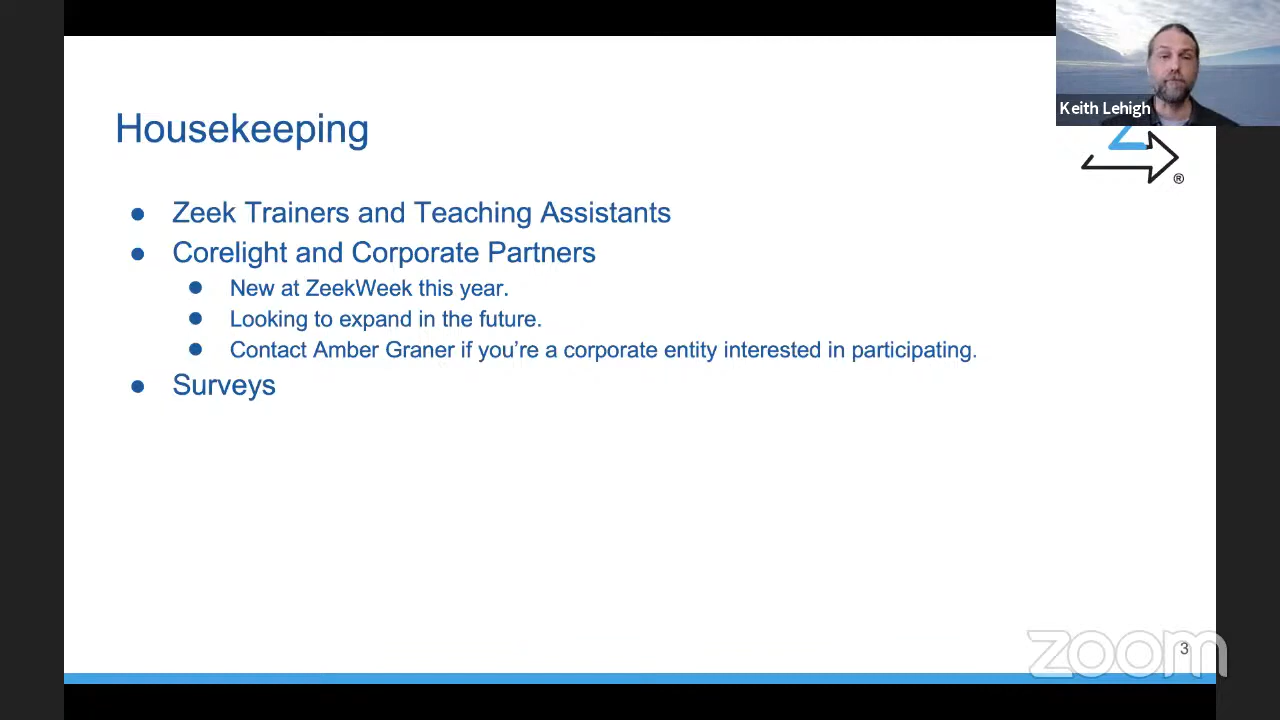 Keith Lehigh
Housekeeping
®
● Zeek Trainers and Teaching Assistants
● Corelight and Corporate Partners
● New at ZeekWeek this year.
● Looking to expand in the future.
● Contact Amber Graner if you’re a corporate entity interested in participating.
● Surveys
zoom
3